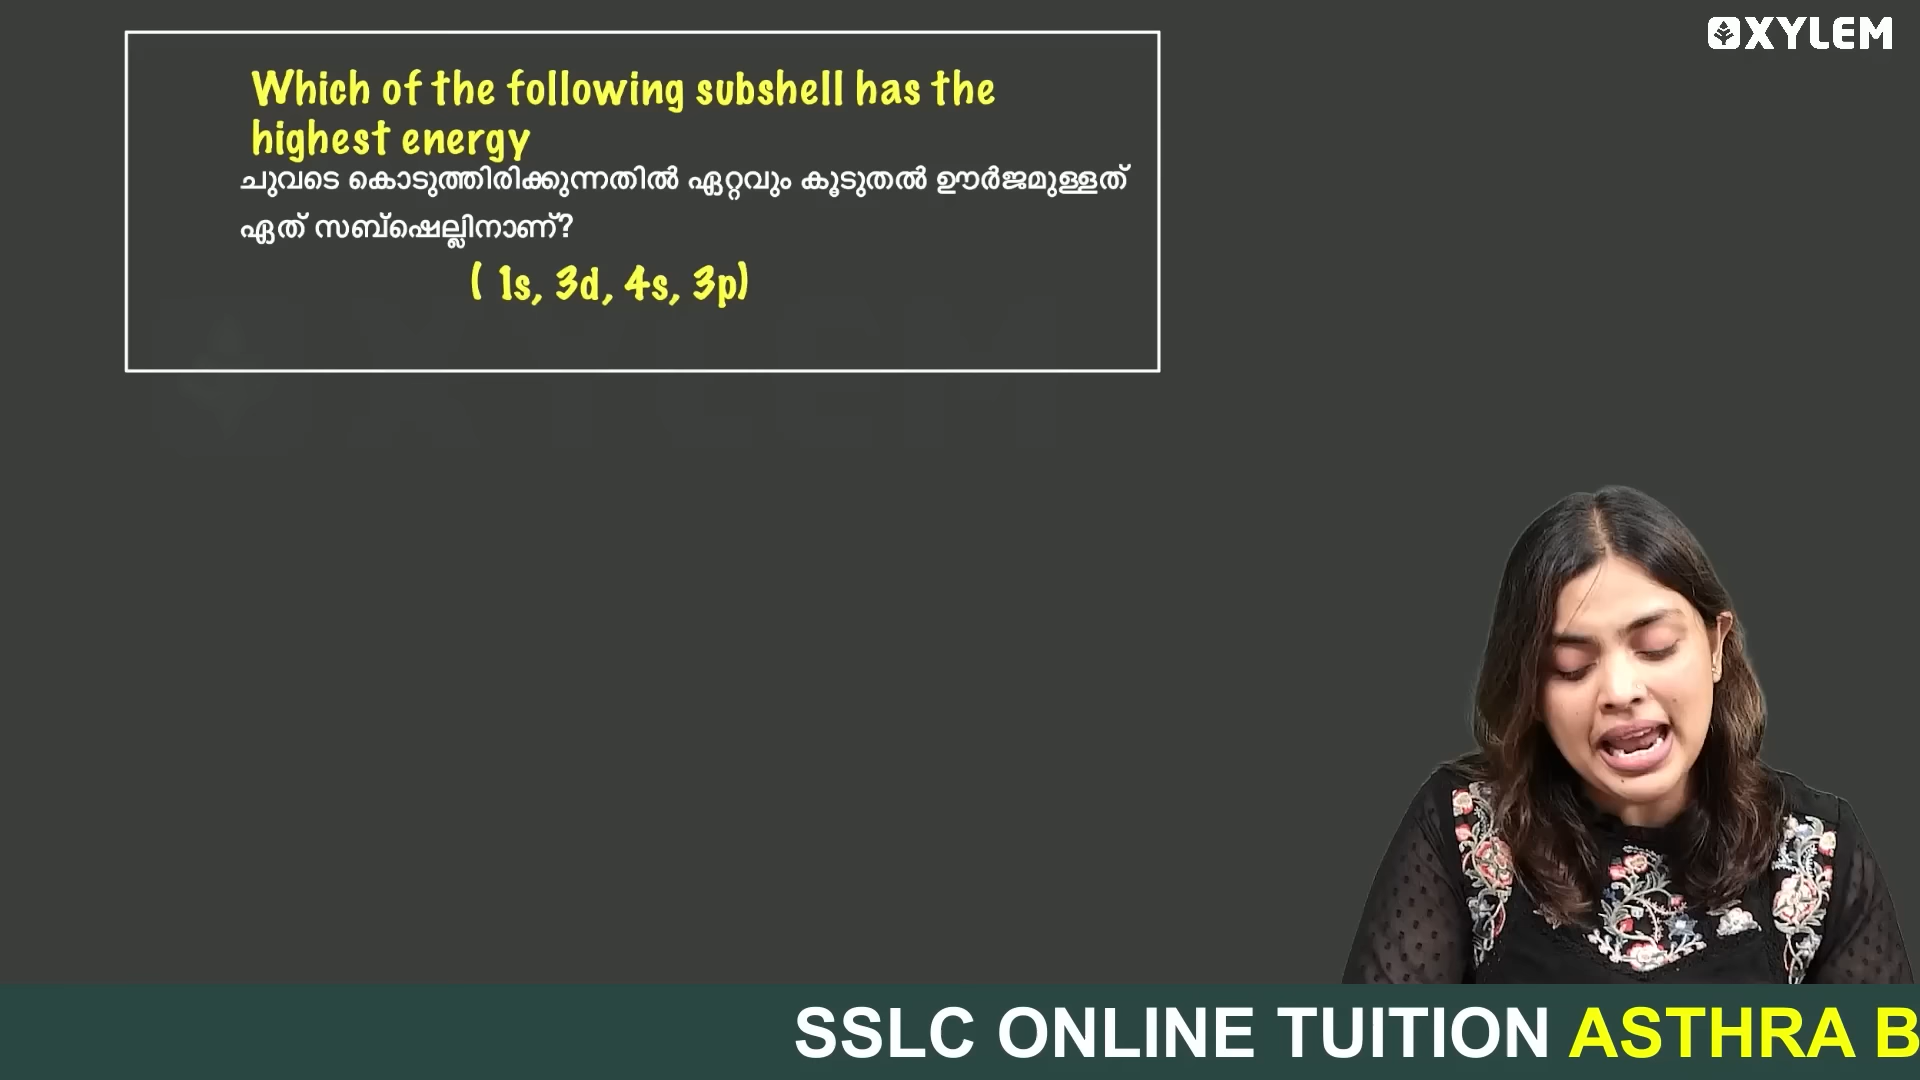 XYLEM
Which of the following subshell has the
highest energy
ചുവടെ കൊടുത്തിരിക്കുന്നതിൽ ഏറ്റവും കൂടുതൽ ഊർജമുള്ളത്
ഏത് സബ്ഷെല്ലിനാണ്?
( 1s, 3d, 4s, 3p)
SSLC ONLINE TUITION ASTHRA B